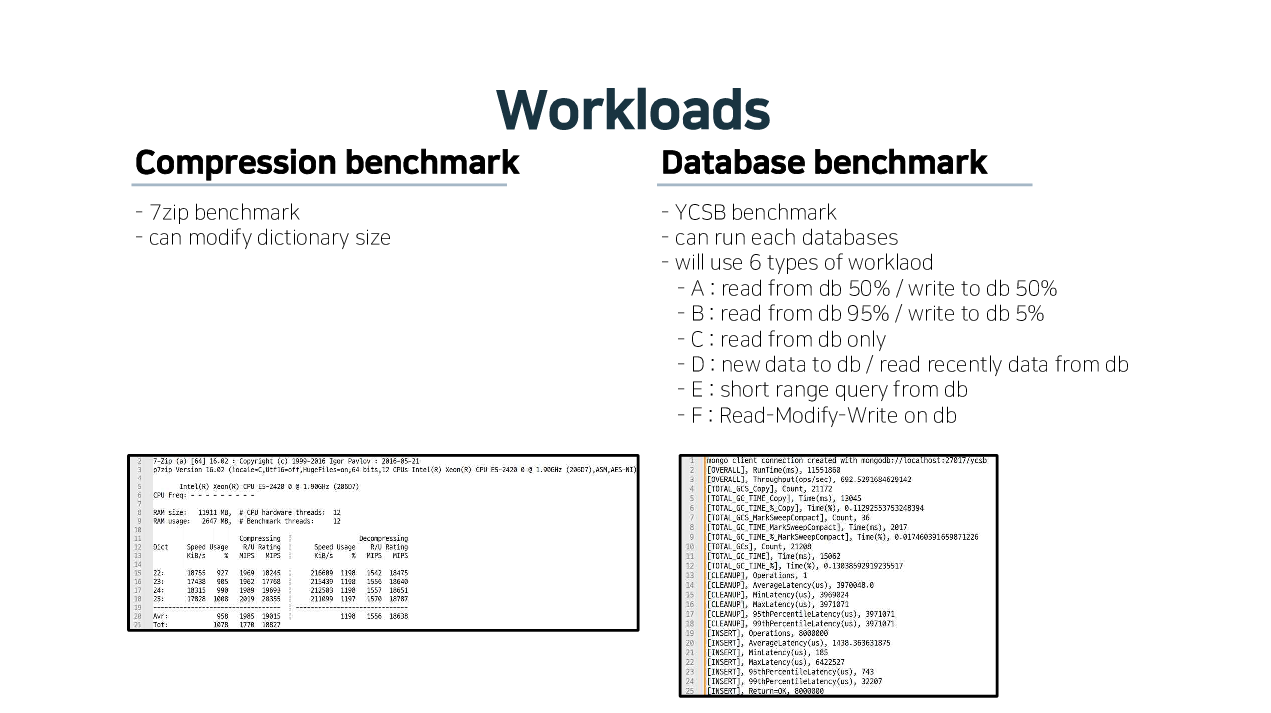 Workloads
Compression benchmark
- 7zip benchmark
- can modify dictionary size
Database benchmark
- YCSB benchmark
- can run each databases
- will use 6 types of worklaod
- A : read from db 50% / write to db 50%
- B : read from db 95% / write to db 5%
- C : read from db only
- D : new data to db / read recently data from db
- E : short range query from db
- F : Read-Modify-Write on db
2 7-Zip (a) [64] 16.02 : Copyright (c) 1999-2016 Igor Pavlov : 2016-05-21
3 p7zip Version 16.02 (locale=C,Utf16=off,HugeFiles=on,64 bits,12 CPUs Intel(R) Xeon(R) CPU E5-2420 0 @ 1.90GHz (206D7),ASM,AES-NI)
4
5 Intel(R) Xeon(R) CPU E5-2420 0 @ 1.90GHz (206D7)
6 CPU Freq: - - - - - - - - -
7
8 RAM size: 11911 MB, # CPU hardware threads: 12
9 RAM usage: 2647 MB, # Benchmark threads: 12
10
11 Compressing | Decompressing
12 Dict Speed Usage R/U Rating | Speed Usage R/U Rating
13 KiB/s % MIPS MIPS | KiB/s % MIPS MIPS
14
15 22: 10755 927 1969 18245 | 216609 1198 1542 18475
16 23: 17438 905 1962 17768 | 215439 1198 1556 18640
17 24: 18315 990 1989 19693 | 212503 1198 1557 18651
18 25: 17828 1008 2019 20355 | 211099 1197 1570 18787
19 ---------------------------------- | ------------------------------
20 Avr: 958 1985 19015 | 1198 1556 18638
21 Tot: 1078 1770 18827
1 mongo client connection created with mongodb://localhost:27017/ycsb
2 [OVERALL], RunTime(ms), 11551860
3 [OVERALL], Throughput(ops/sec), 692.5291684629142
4 [TOTAL_GCS_Copy], Count, 21172
5 [TOTAL_GC_TIME_Copy], Time(ms), 13045
6 [TOTAL_GC_TIME_%_Copy], Time(%), 0.11292553753248394
7 [TOTAL_GCS_MarkSweepCompact], Count, 36
8 [TOTAL_GC_TIME_MarkSweepCompact], Time(ms), 2017
9 [TOTAL_GC_TIME_%_MarkSweepCompact], Time(%), 0.017460391659871226
10 [TOTAL_GCs], Count, 21208
11 [TOTAL_GC_TIME], Time(ms), 15062
12 [TOTAL_GC_TIME_%], Time(%), 0.13038592919235517
13 [CLEANUP], Operations, 1
14 [CLEANUP], AverageLatency(us), 3970048.0
15 [CLEANUP], MinLatency(us), 3969024
16 [CLEANUP], MaxLatency(us), 3971071
17 [CLEANUP], 95thPercentileLatency(us), 3971071
18 [CLEANUP], 99thPercentileLatency(us), 3971071
19 [INSERT], Operations, 8000000
20 [INSERT], AverageLatency(us), 1438.363631875
21 [INSERT], MinLatency(us), 185
22 [INSERT], MaxLatency(us), 6422527
23 [INSERT], 95thPercentileLatency(us), 743
24 [INSERT], 99thPercentileLatency(us), 32207
25 [INSERT], Return=OK, 8000000